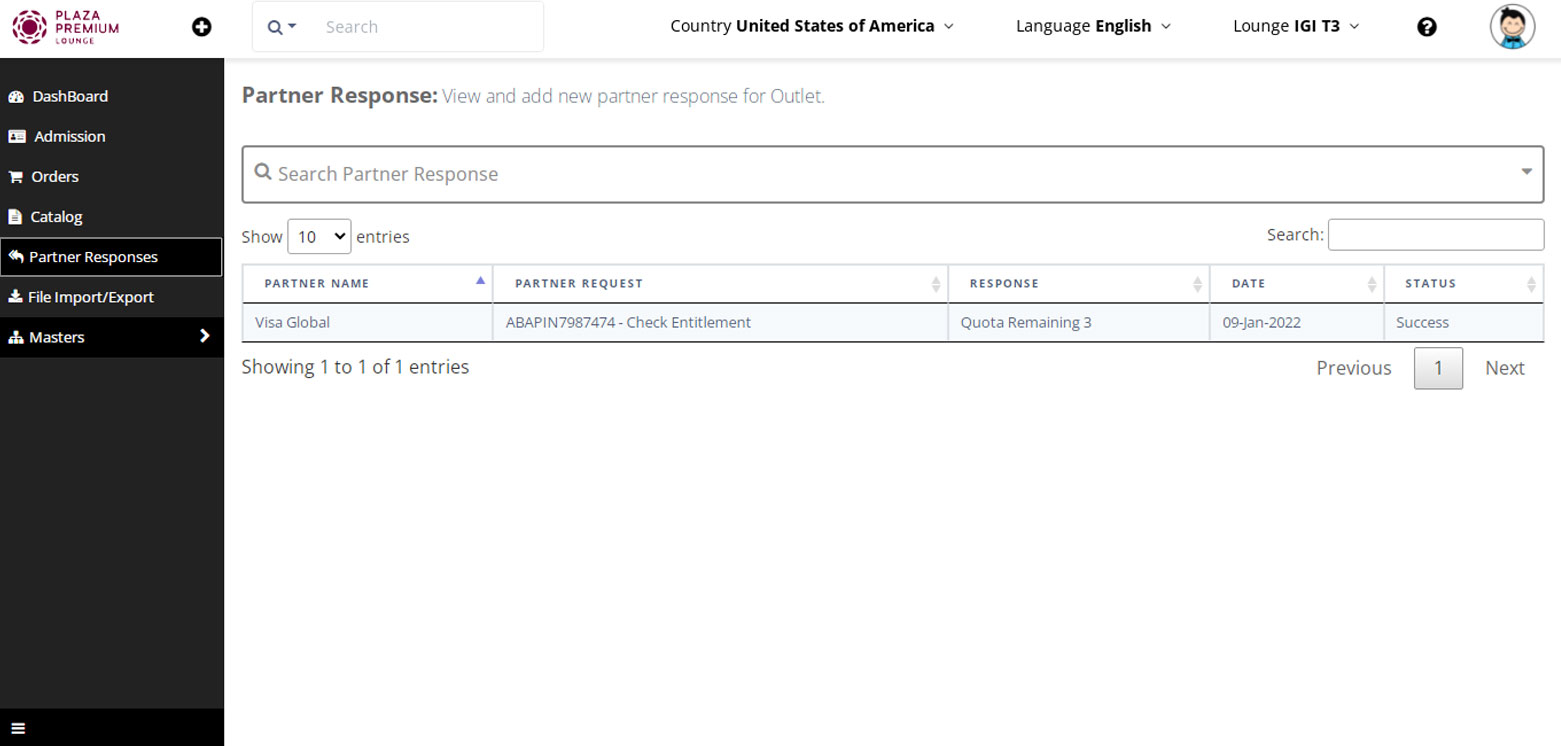 PLAZA
PREMIUM
LOUNGE
Search
Country United States of America
Language English
Lounge IGI T3
DashBoard
Admission
Orders
Catalog
Partner Responses
File Import/Export
Masters
Partner Response: View and add new partner response for Outlet.
Search Partner Response
Show 10 entries
Search:
PARTNER NAME PARTNER REQUEST RESPONSE DATE STATUS
Visa Global ABAPIN7987474 - Check Entitlement Quota Remaining 3 09-Jan-2022 Success
Showing 1 to 1 of 1 entries
Previous 1 Next